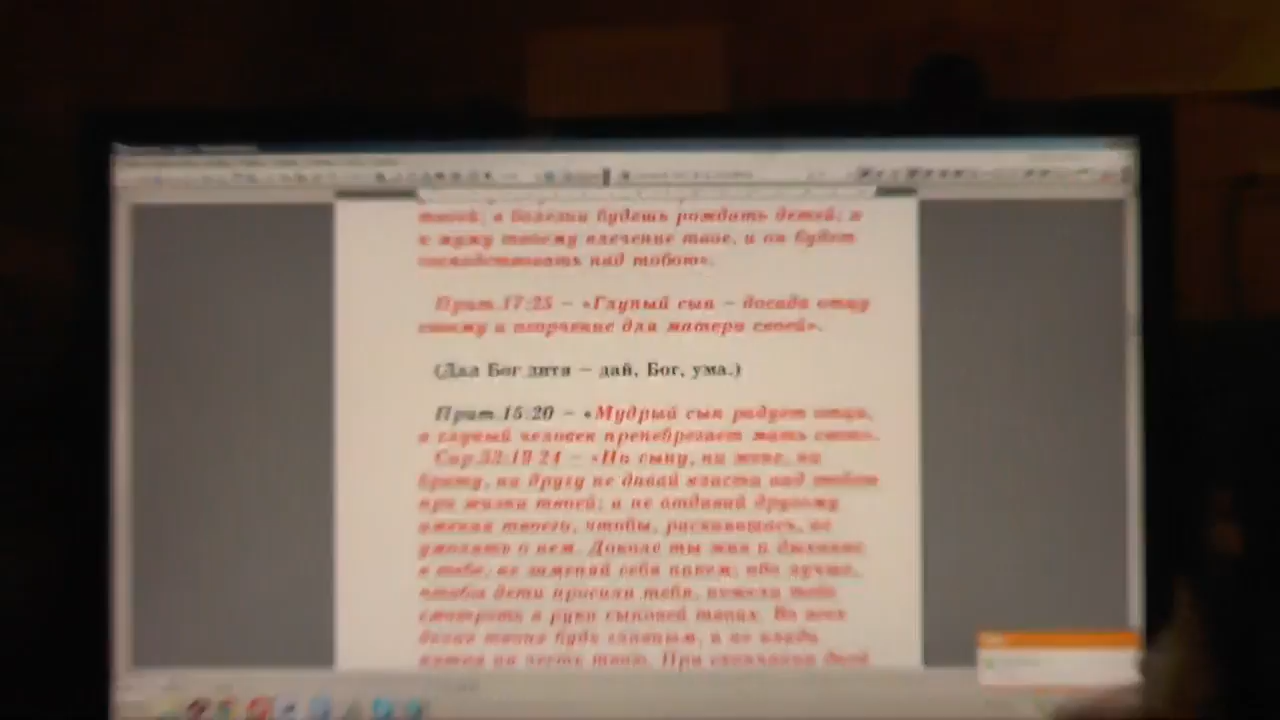 твоей; в болезни будешь рождать детей; и
к мужу твоему влечение твое, и он будет
господствовать над тобою».
Прит.17:25 – «Глупый сын – досада отцу
своему и огорчение для матери своей».
(Дал Бог дитя – дай, Бог, ума.)
Прит.15:20 – «Мудрый сын радует отца,
а глупый человек пренебрегает мать свою».
Сир.33:19-24 – «Ни сыну, ни жене, ни
брату, ни другу не давай власти над тобою
при жизни твоей; и не отдавай другому
имения твоего, чтобы, раскаявшись, не
умолять о нем. Доколе ты жив и дыхание
в тебе, не заменяй себя никем; ибо лучше,
чтобы дети просили тебя, нежели тебе
смотреть в руки сыновей твоих. Во всех
делах твоих будь главным, и не клади
пятна на честь твою. При скончании дней